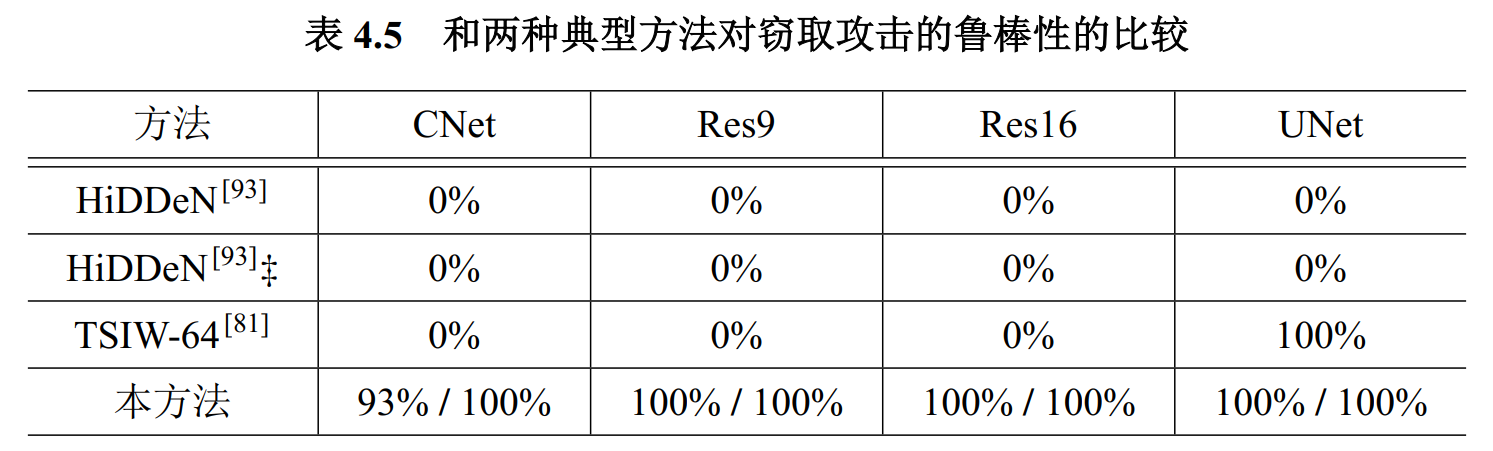 表 4.5 和两种典型方法对窃取攻击的鲁棒性的比较
方法 CNet Res9 Res16 UNet
HiDDeN[93] 0% 0% 0% 0%
HiDDeN[93]‡ 0% 0% 0% 0%
TSIW-64[81] 0% 0% 0% 100%
本方法 93% / 100% 100% / 100% 100% / 100% 100% / 100%